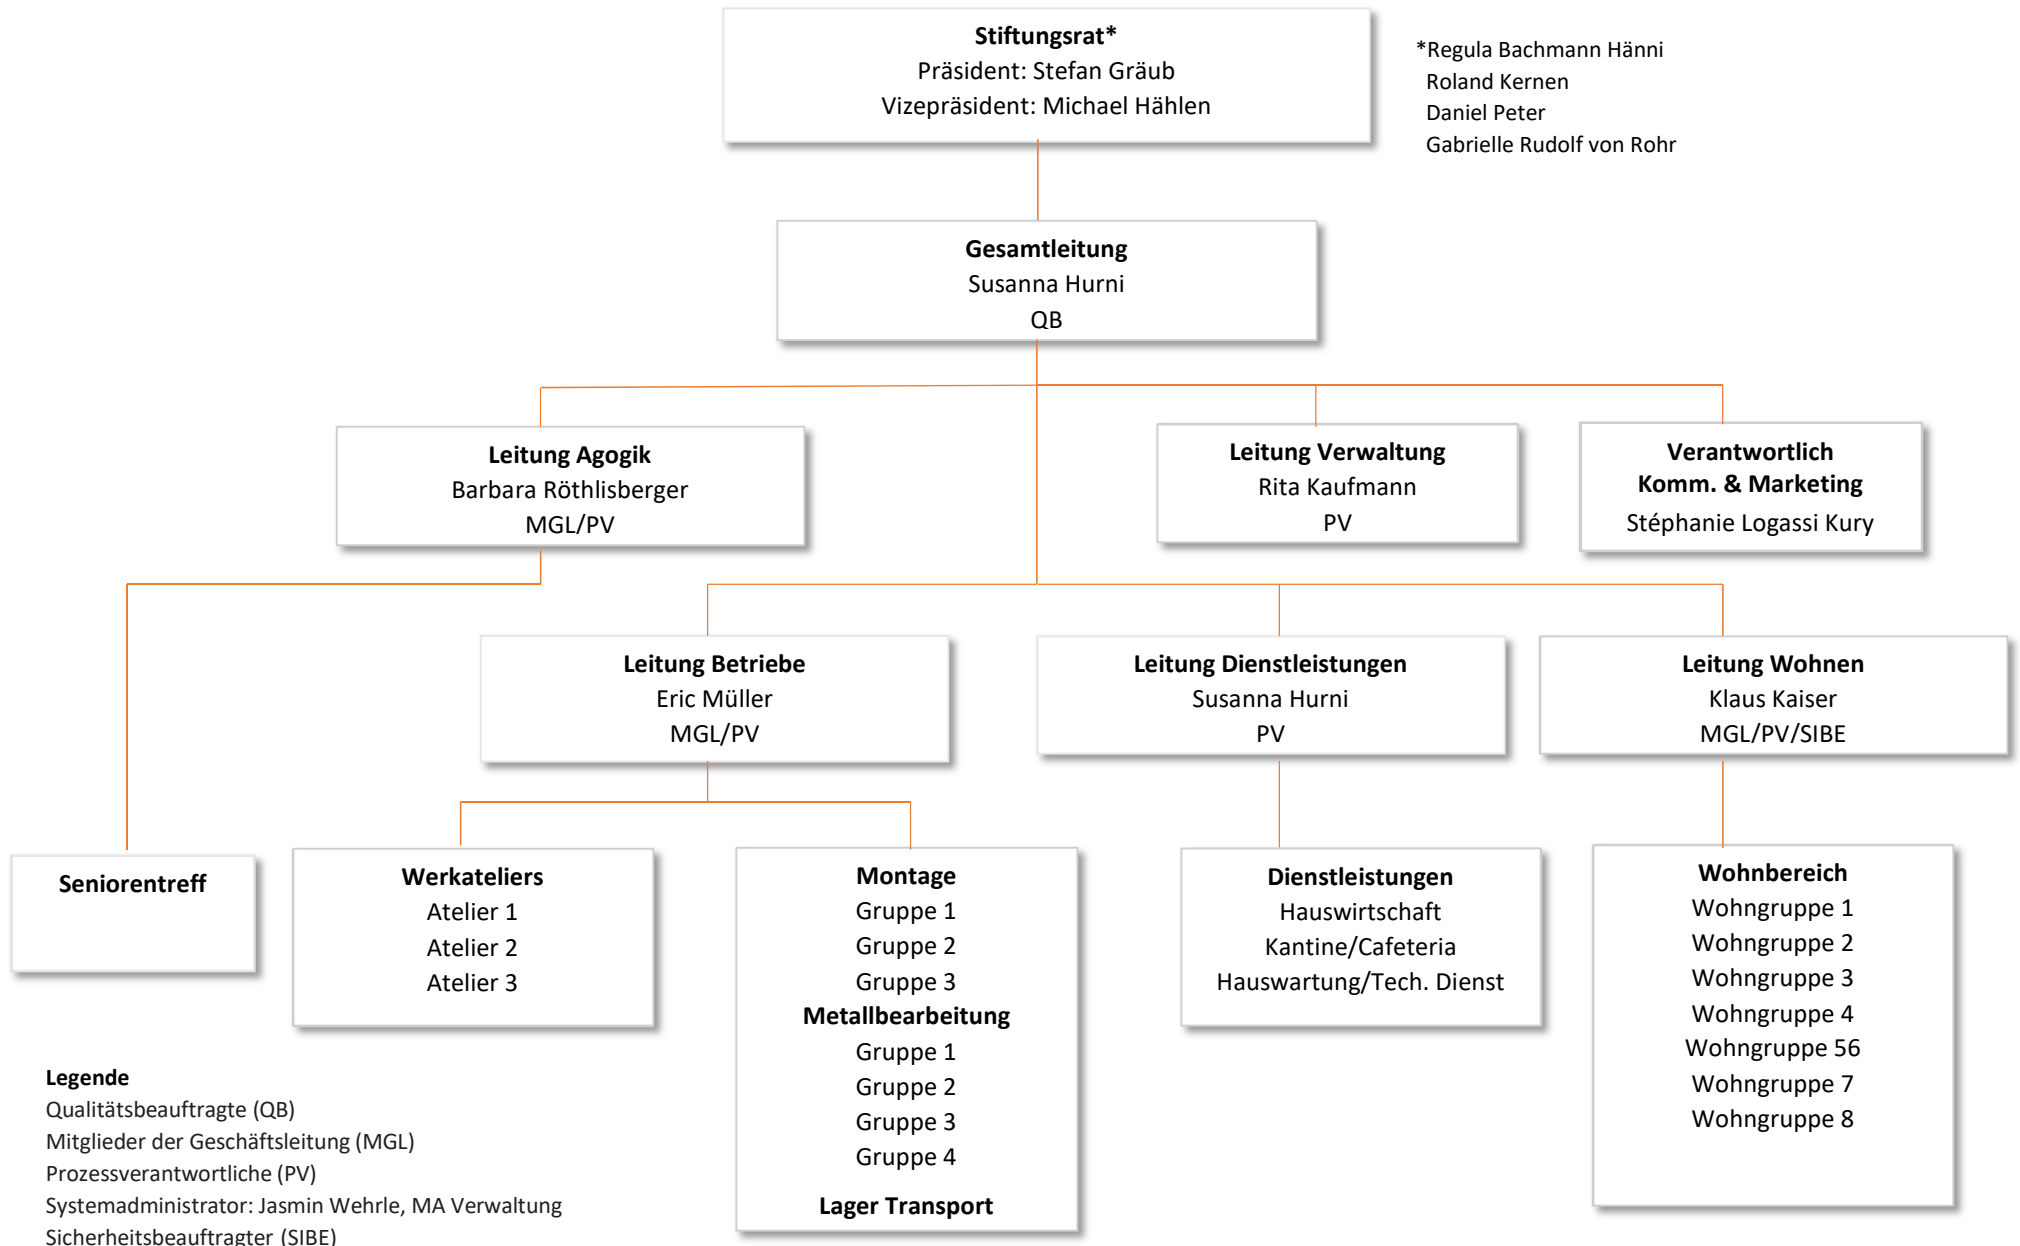 Stiftungsrat*
Präsident: Stefan Gräub
Vizepräsident: Michael Hählen
*Regula Bachmann Hänni
Roland Kernen
Daniel Peter
Gabrielle Rudolf von Rohr
Gesamtleitung
Susanna Hurni
QB
Leitung Agogik
Barbara Röthlisberger
MGL/PV
Leitung Verwaltung
Rita Kaufmann
PV
Verantwortlich
Komm. & Marketing
Stéphanie Logassi Kury
Leitung Betriebe
Eric Müller
MGL/PV
Leitung Dienstleistungen
Susanna Hurni
PV
Leitung Wohnen
Klaus Kaiser
MGL/PV/SIBE
Seniorentreff
Werkateliers
Atelier 1
Atelier 2
Atelier 3
Montage
Gruppe 1
Gruppe 2
Gruppe 3
Metallbearbeitung
Gruppe 1
Gruppe 2
Gruppe 3
Gruppe 4
Lager Transport
Dienstleistungen
Hauswirtschaft
Kantine/Cafeteria
Hauswartung/Tech. Dienst
Wohnbereich
Wohngruppe 1
Wohngruppe 2
Wohngruppe 3
Wohngruppe 4
Wohngruppe 56
Wohngruppe 7
Wohngruppe 8
Legende
Qualitätsbeauftragte (QB)
Mitglieder der Geschäftsleitung (MGL)
Prozessverantwortliche (PV)
Systemadministrator: Jasmin Wehrle, MA Verwaltung
Sicherheitsbeauftragter (SIBE)